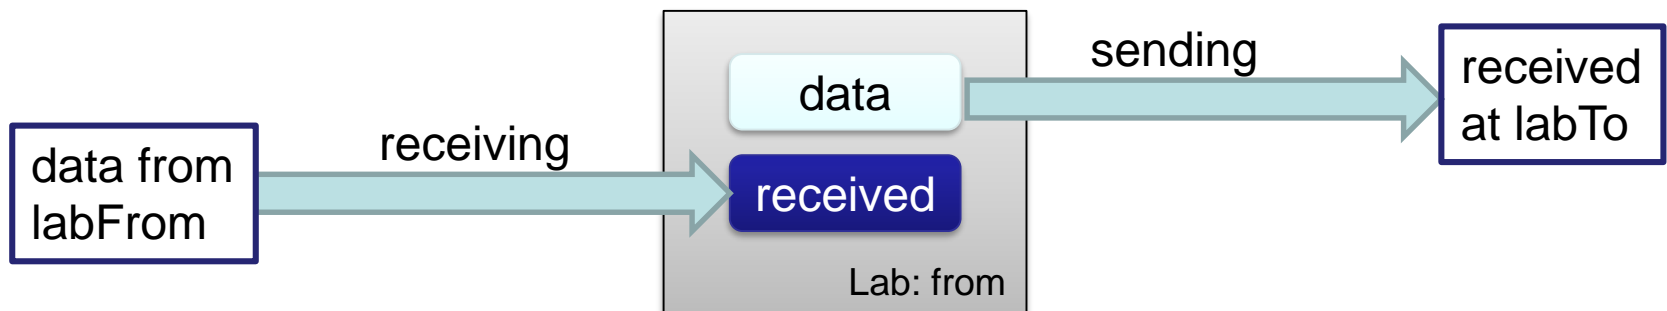 data from
labFrom
receiving
data
received
Lab: from
sending
received
at labTo